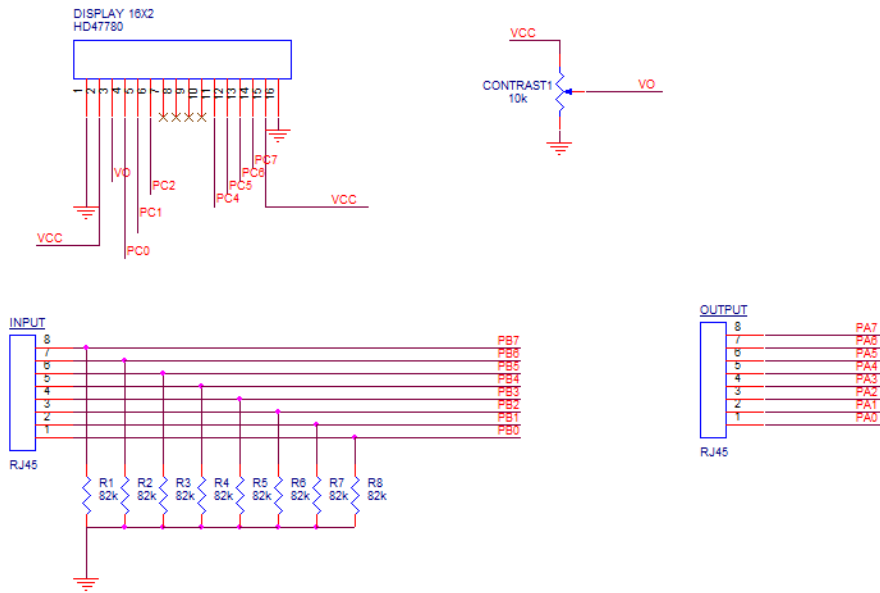 DISPLAY 16X2
HD47780
1 2 3 4 5 6 7 8 9 10 11 12 13 14 15 16
VCC
VO
PC0
PC1
PC2
PC4
PC5
PC6
PC7
VCC
VCC
CONTRAST1
10k
VO
INPUT
8 PB7
7 PB6
6 PB5
5 PB4
4 PB3
3 PB2
2 PB1
1 PB0
RJ45
R1 R2 R3 R4 R5 R6 R7 R8
82k 82k 82k 82k 82k 82k 82k 82k
OUTPUT
8 PA7
7 PA6
6 PA5
5 PA4
4 PA3
3 PA2
2 PA1
1 PA0
RJ45